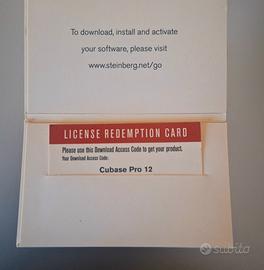 To download, install and activate
your software, please visit
www.steinberg.net/go
LICENSE REDEMPTION CARD
Please use this Download Access Code to get your product.
Your Download Access Code:
Cubase Pro 12
subito